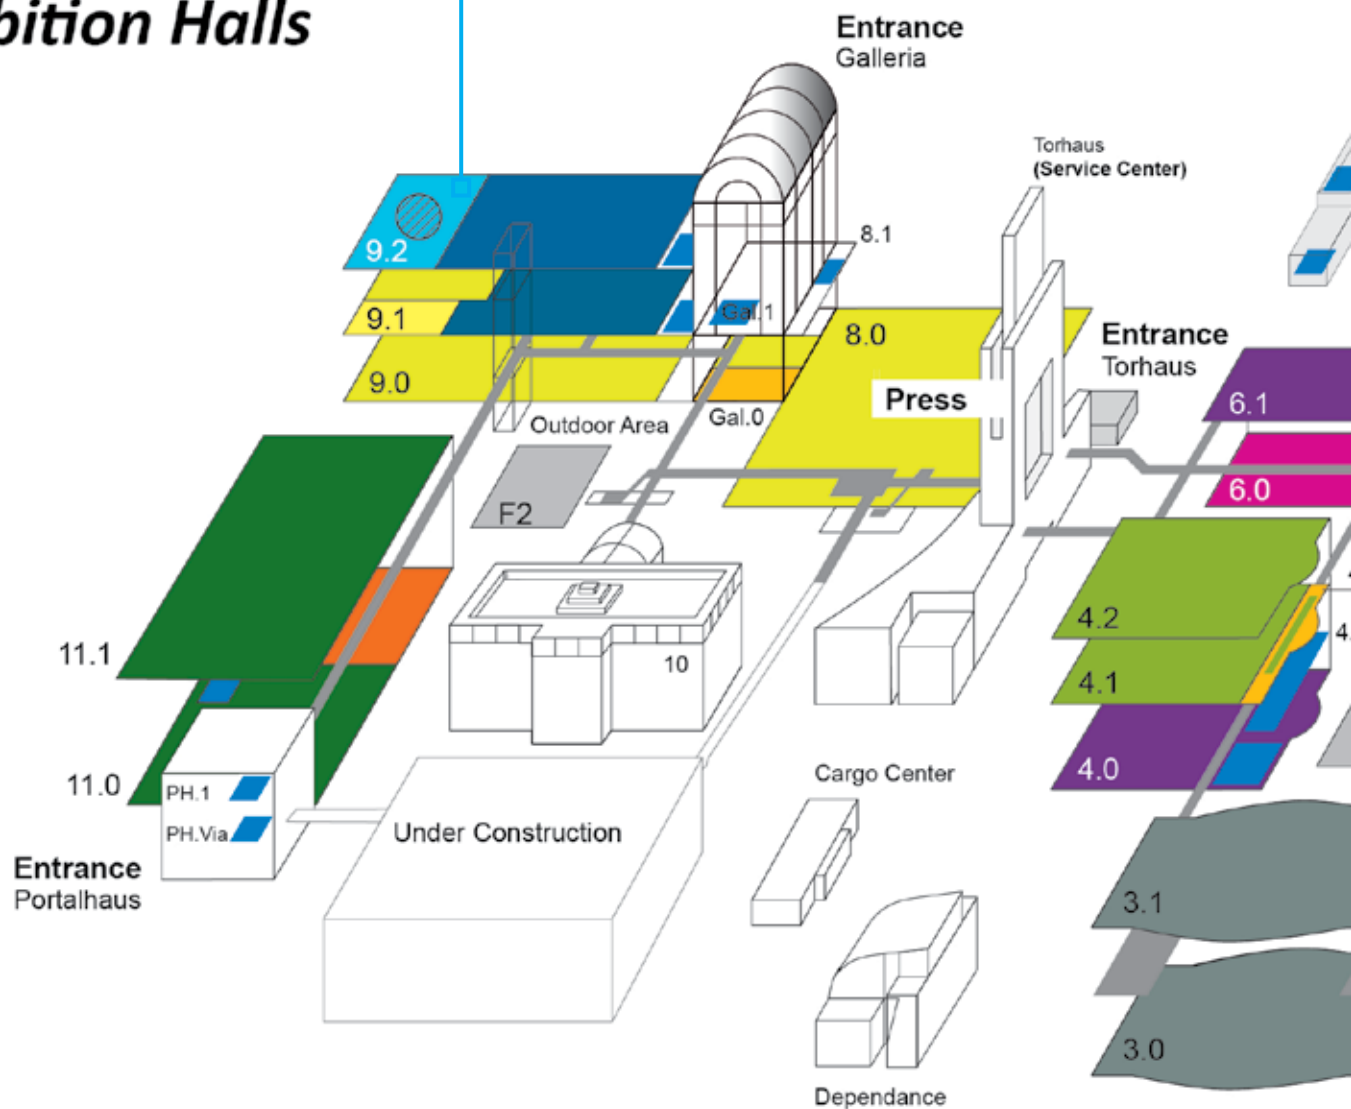 bition Halls
Entrance
Galleria
Torhaus
(Service Center)
8.1
9.2
Gal.1
9.1
8.0
Entrance
Torhaus
9.0
Press
6.1
Gal.0
Outdoor Area
6.0
F2
4.2
4.
11.1
10
4.1
4.0
11.0
PH.1
Cargo Center
PH.Via
Under Construction
Entrance
Portalhaus
3.1
3.0
Dependance